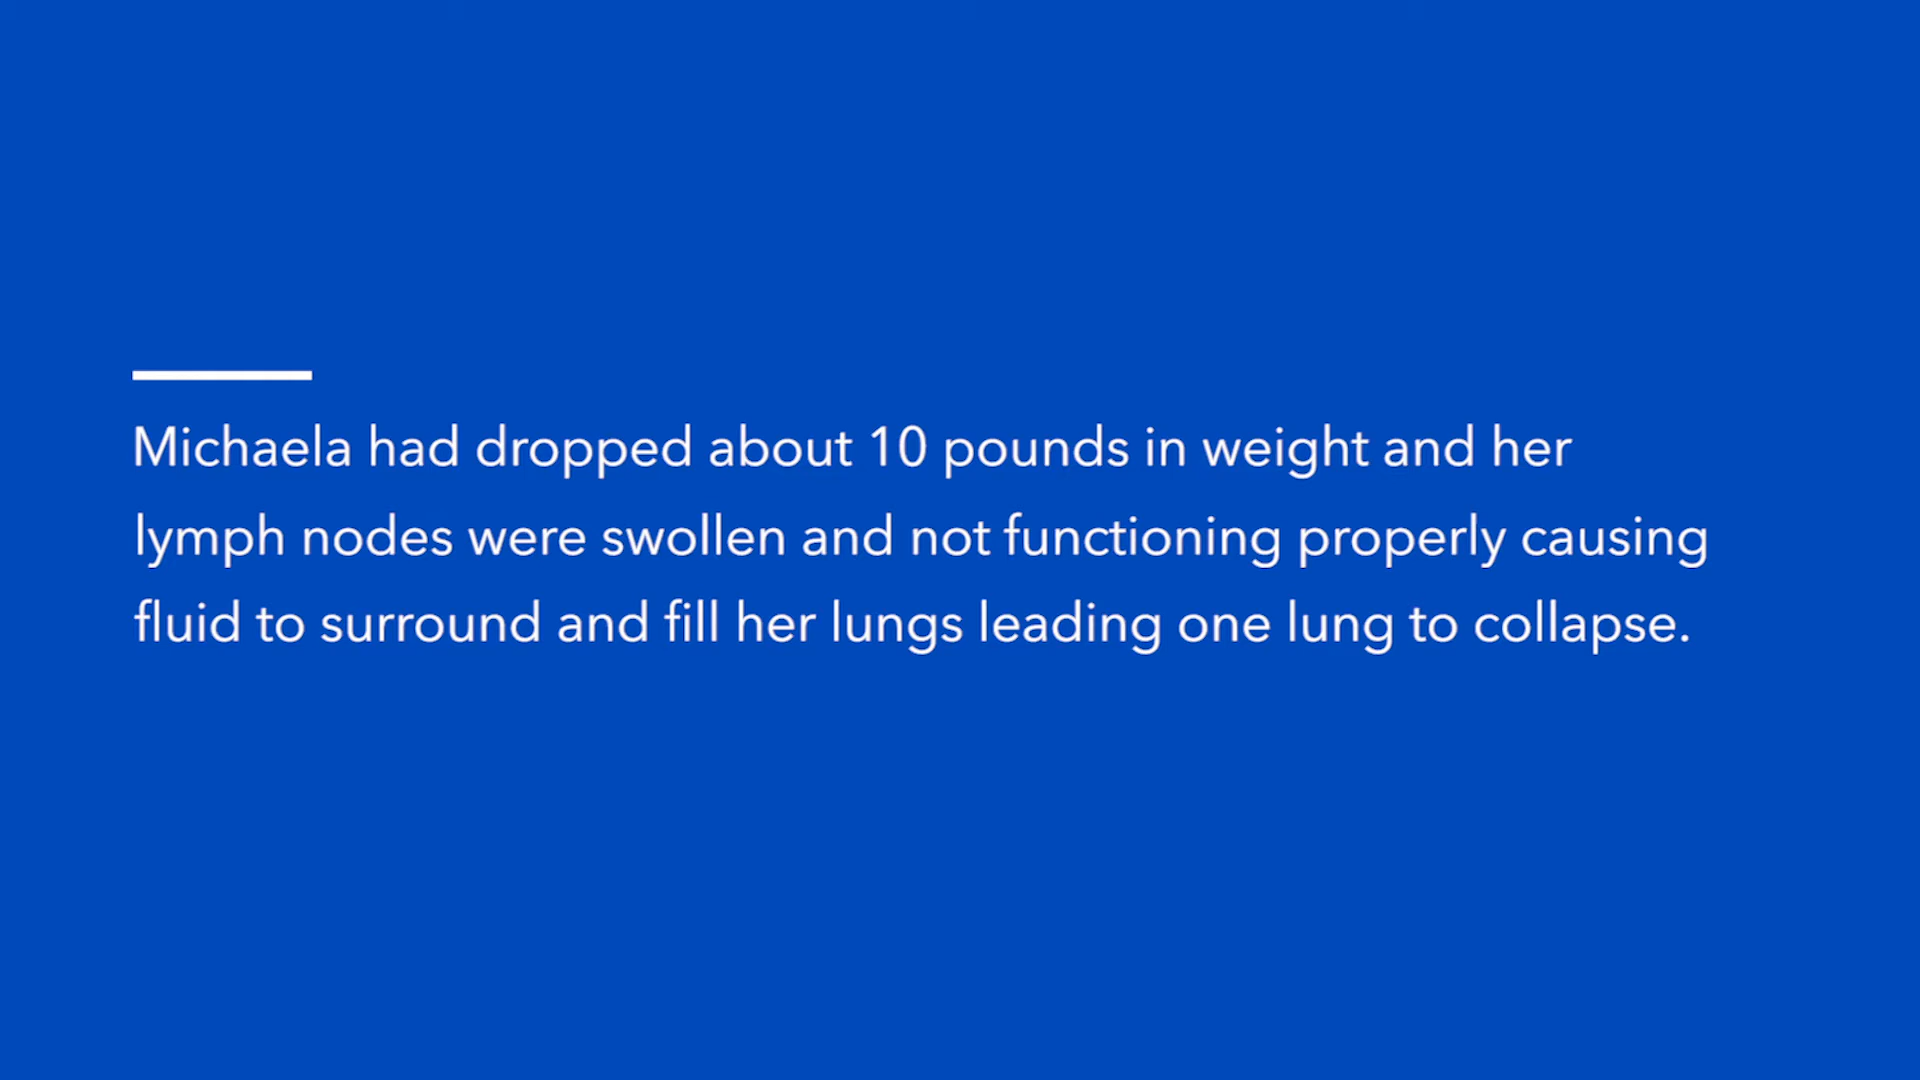 Michaela had dropped about 10 pounds in weight and her
lymph nodes were swollen and not functioning properly causing
fluid to surround and fill her lungs leading one lung to collapse.